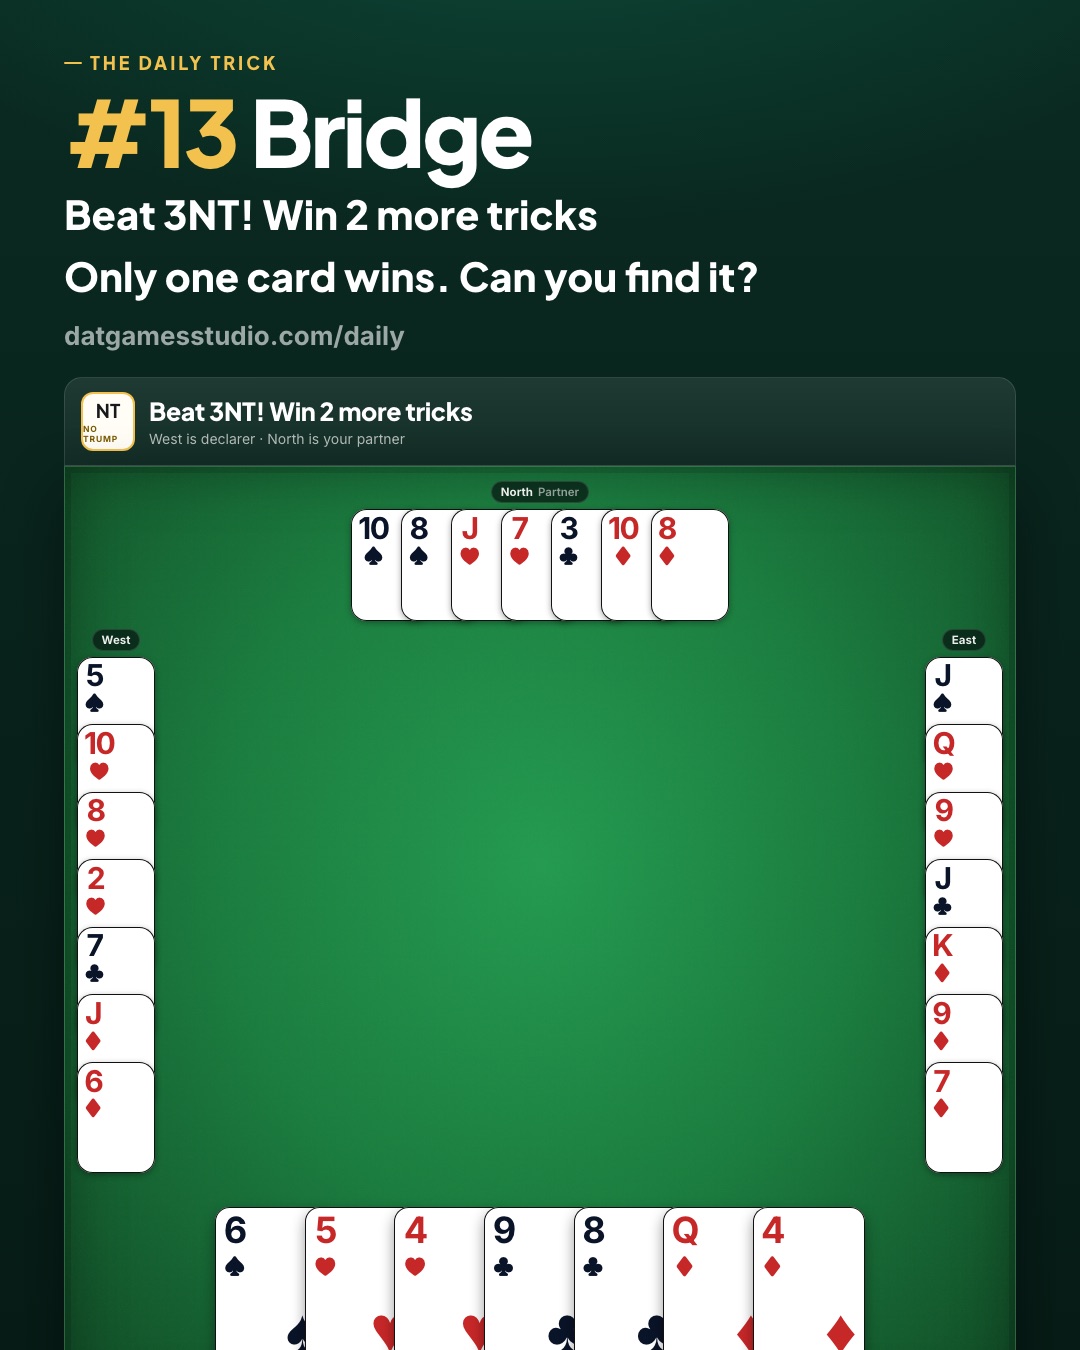 — THE DAILY TRICK
#13 Bridge
Beat 3NT! Win 2 more tricks
Only one card wins. Can you find it?
datgamesstudio.com/daily
NT
NO TRUMP
Beat 3NT! Win 2 more tricks
West is declarer · North is your partner
North Partner
10♠ 8♠ J♥ 7♥ 3♣ 10♦ 8♦
West
5♠
10♥
8♥
2♥
7♣
J♦
6♦
East
J♠
Q♥
9♥
J♣
K♦
9♦
7♦
6♠ 5♥ 4♥ 9♣ 8♣ Q♦ 4♦